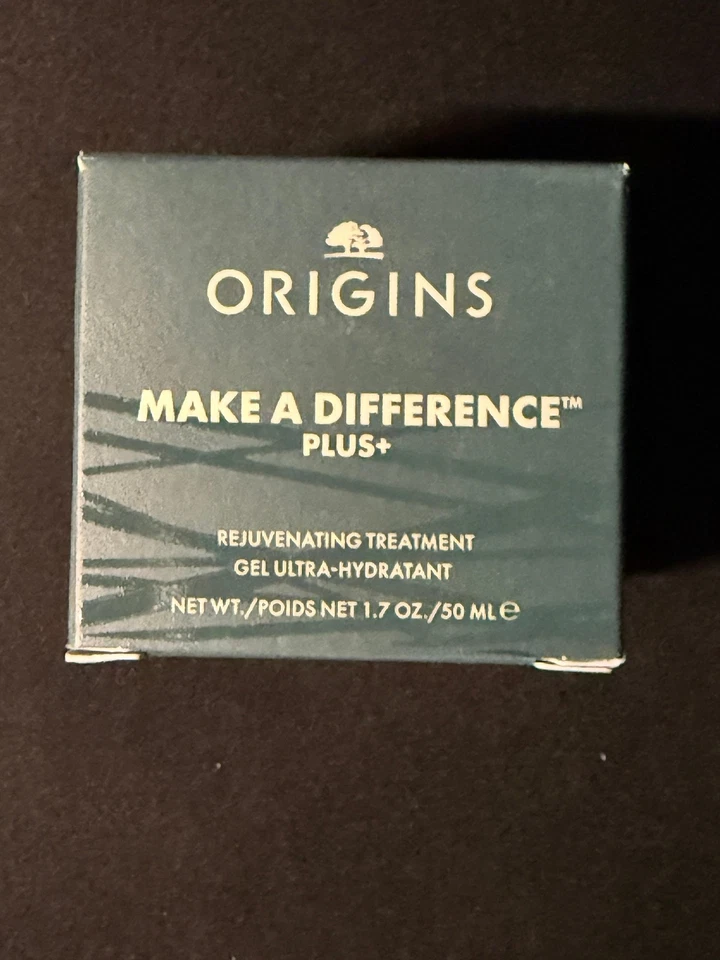 ORIGINS
MAKE A DIFFERENCE™
PLUS+
REJUVENATING TREATMENT
GEL ULTRA-HYDRATANT
NET WT./POIDS NET 1.7 OZ./50 ML ℮